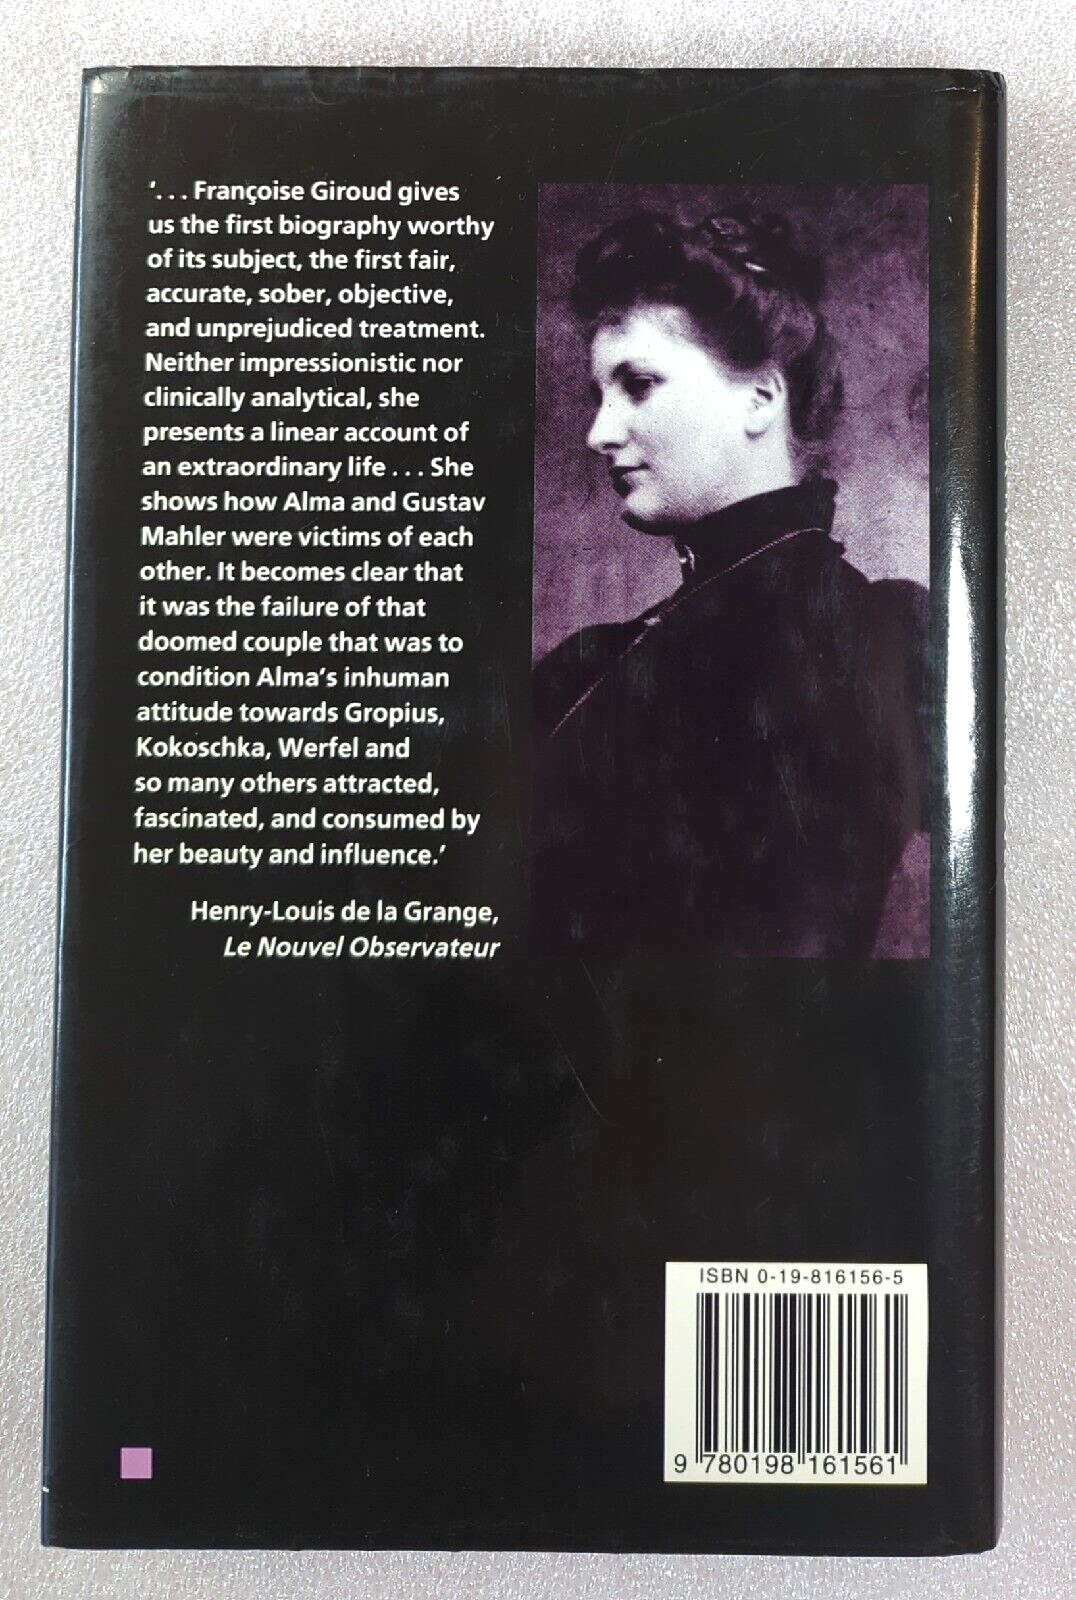 ‘. . . Françoise Giroud gives
us the first biography worthy
of its subject, the first fair,
accurate, sober, objective,
and unprejudiced treatment.
Neither impressionistic nor
clinically analytical, she
presents a linear account of
an extraordinary life . . . She
shows how Alma and Gustav
Mahler were victims of each
other. It becomes clear that
it was the failure of that
doomed couple that was to
condition Alma’s inhuman
attitude towards Gropius,
Kokoschka, Werfel and
so many others attracted,
fascinated, and consumed by
her beauty and influence.’
Henry-Louis de la Grange,
Le Nouvel Observateur
ISBN 0-19-816156-5
9 780198 161561